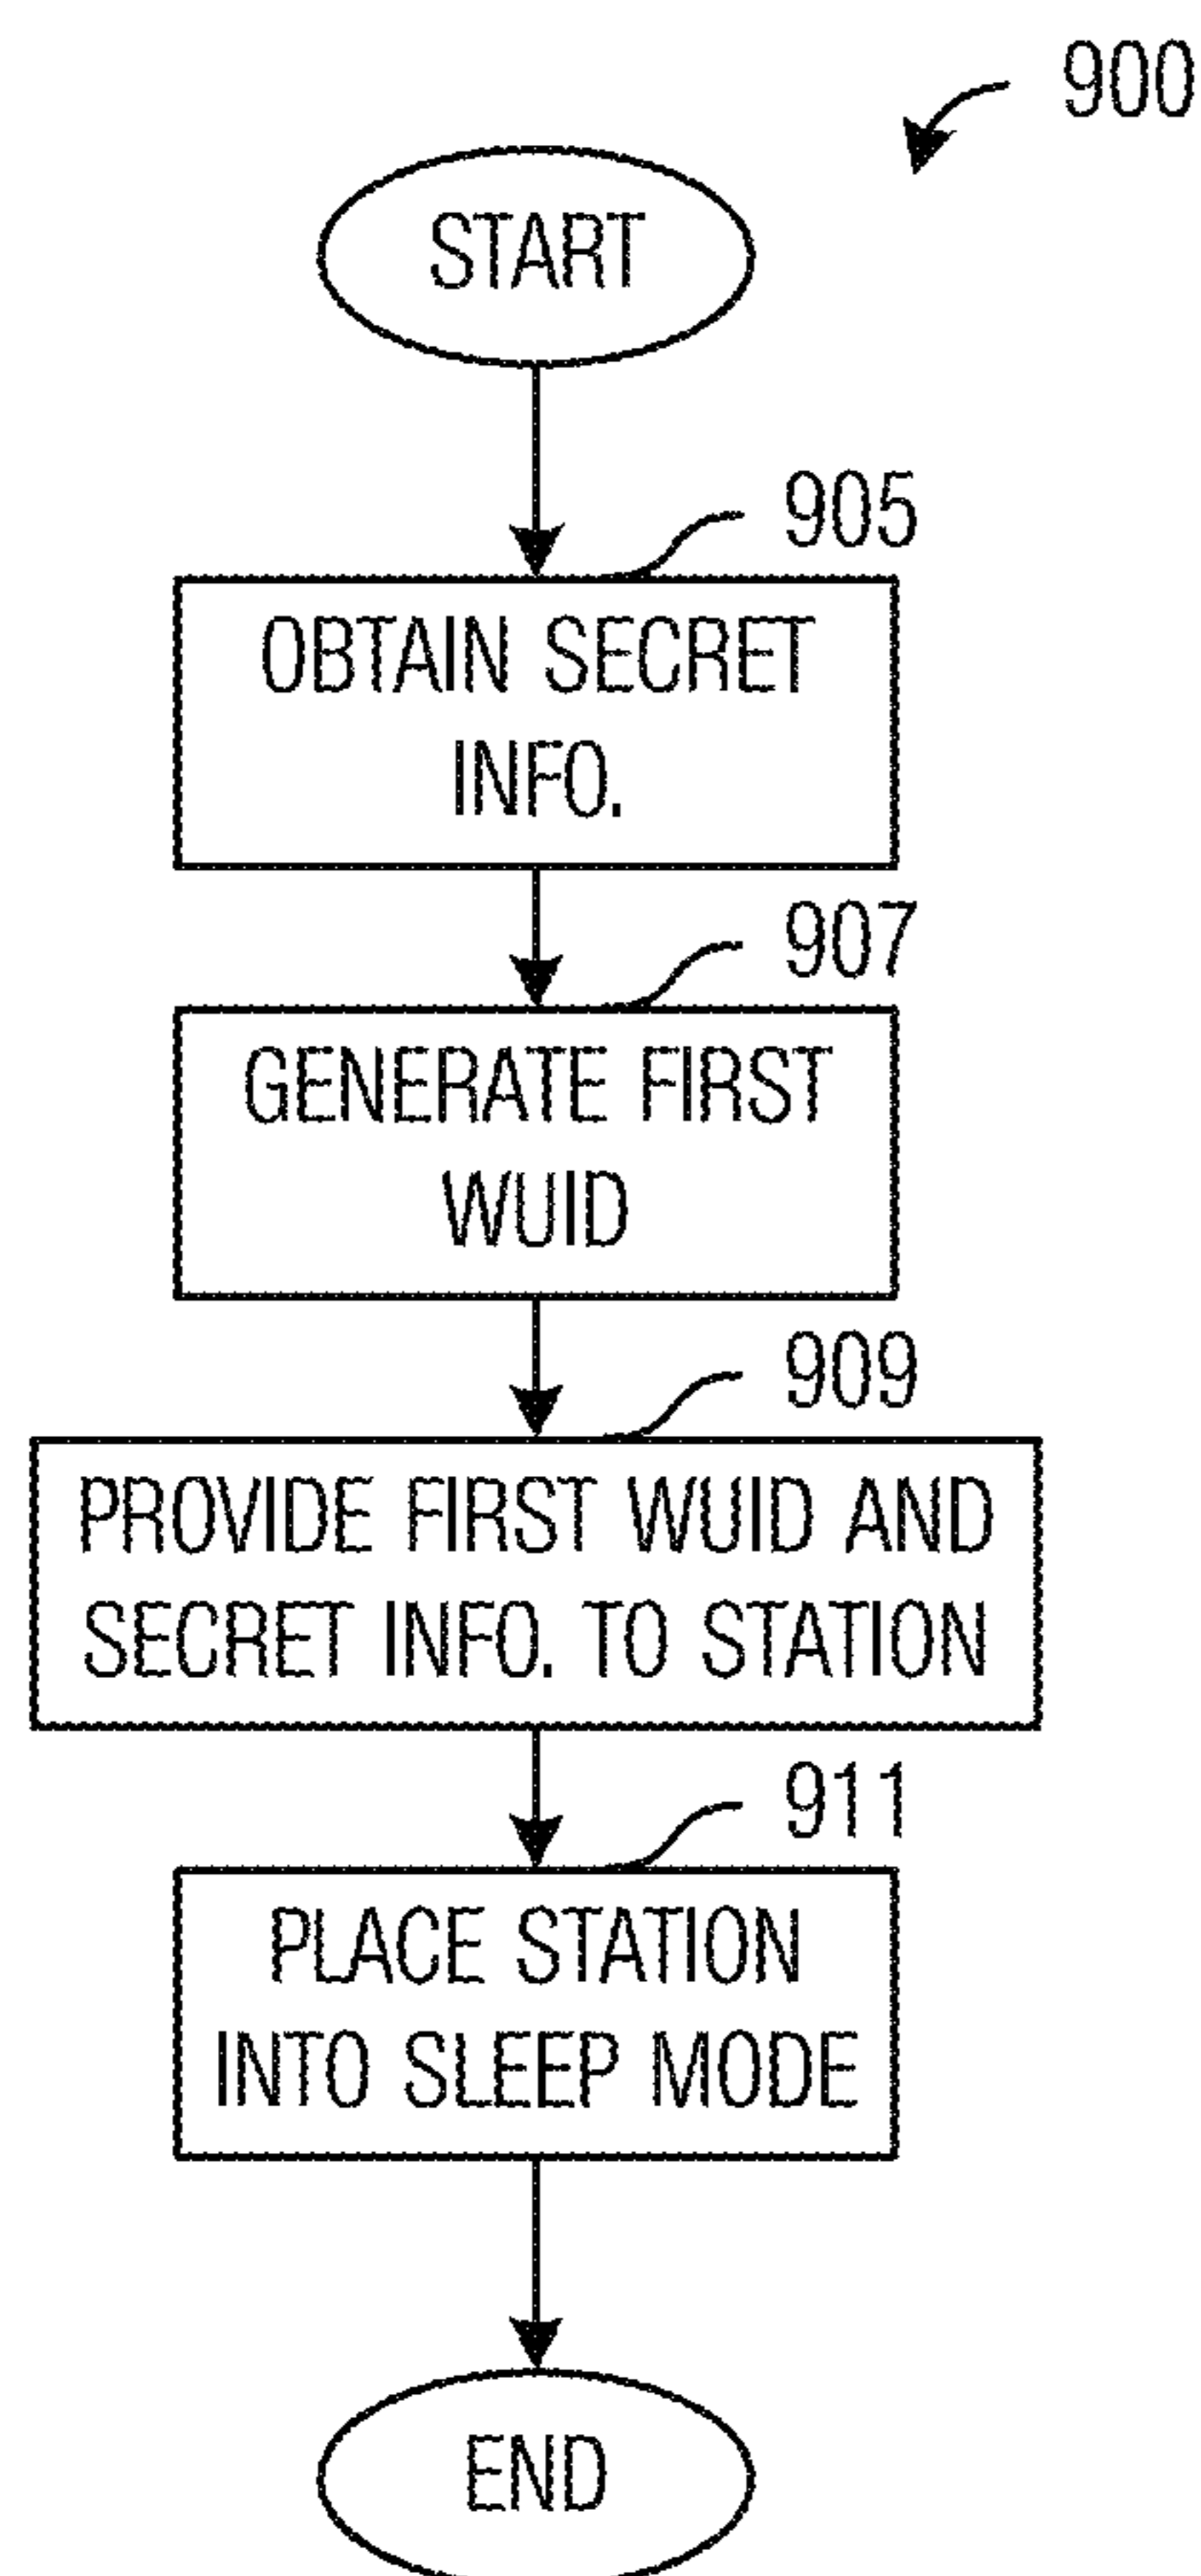 900
START
905
OBTAIN SECRET
INFO.
907
GENERATE FIRST
WUID
909
PROVIDE FIRST WUID AND
SECRET INFO. TO STATION
911
PLACE STATION
INTO SLEEP MODE
END